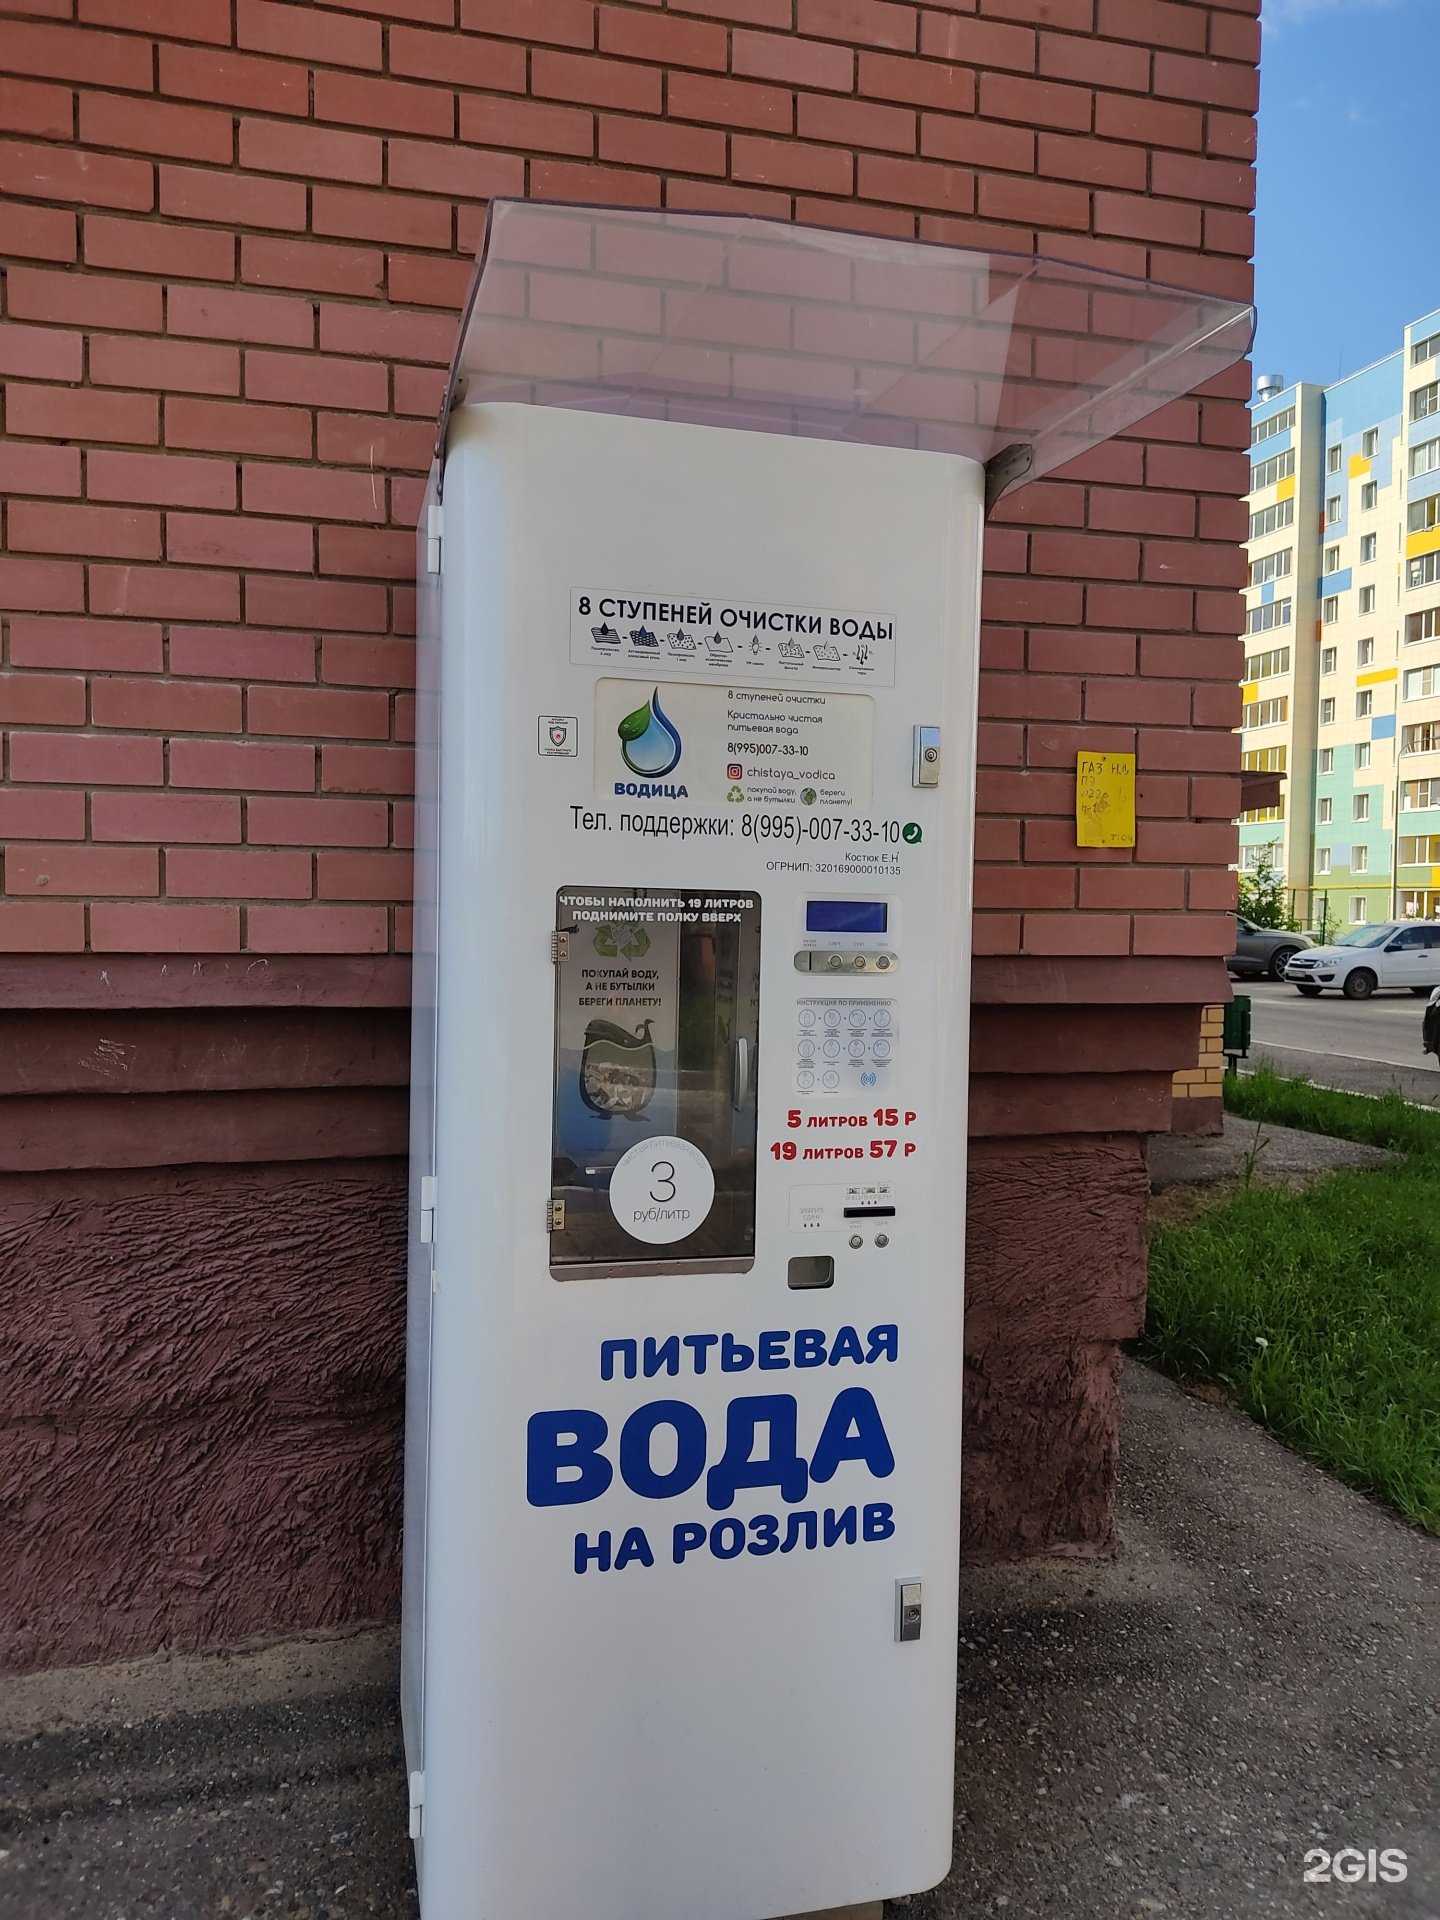 8 СТУПЕНЕЙ ОЧИСТКИ ВОДЫ
8 ступеней очистки
Кристально чистая
питьевая вода
8(995)007-33-10
chistaya_vodica
покупай воду,
а не бутылки
береги
планету!
ВОДИЦА
Тел. поддержки: 8(995)-007-33-10
Костюк Е.Н
ОГРНИП: 320169000010135
ГАЗ
ЧТОБЫ НАПОЛНИТЬ 19 ЛИТРОВ
ПОДНИМИТЕ ПОЛКУ ВВЕРХ
ПОКУПАЙ ВОДУ,
А НЕ БУТЫЛКИ
БЕРЕГИ ПЛАНЕТУ!
ИНСТРУКЦИЯ ПО ПРИМЕНЕНИЮ
5 ЛИТРОВ 15 Р
19 ЛИТРОВ 57 Р
3
руб/литр
ПИТЬЕВАЯ
ВОДА
НА РОЗЛИВ
2GIS